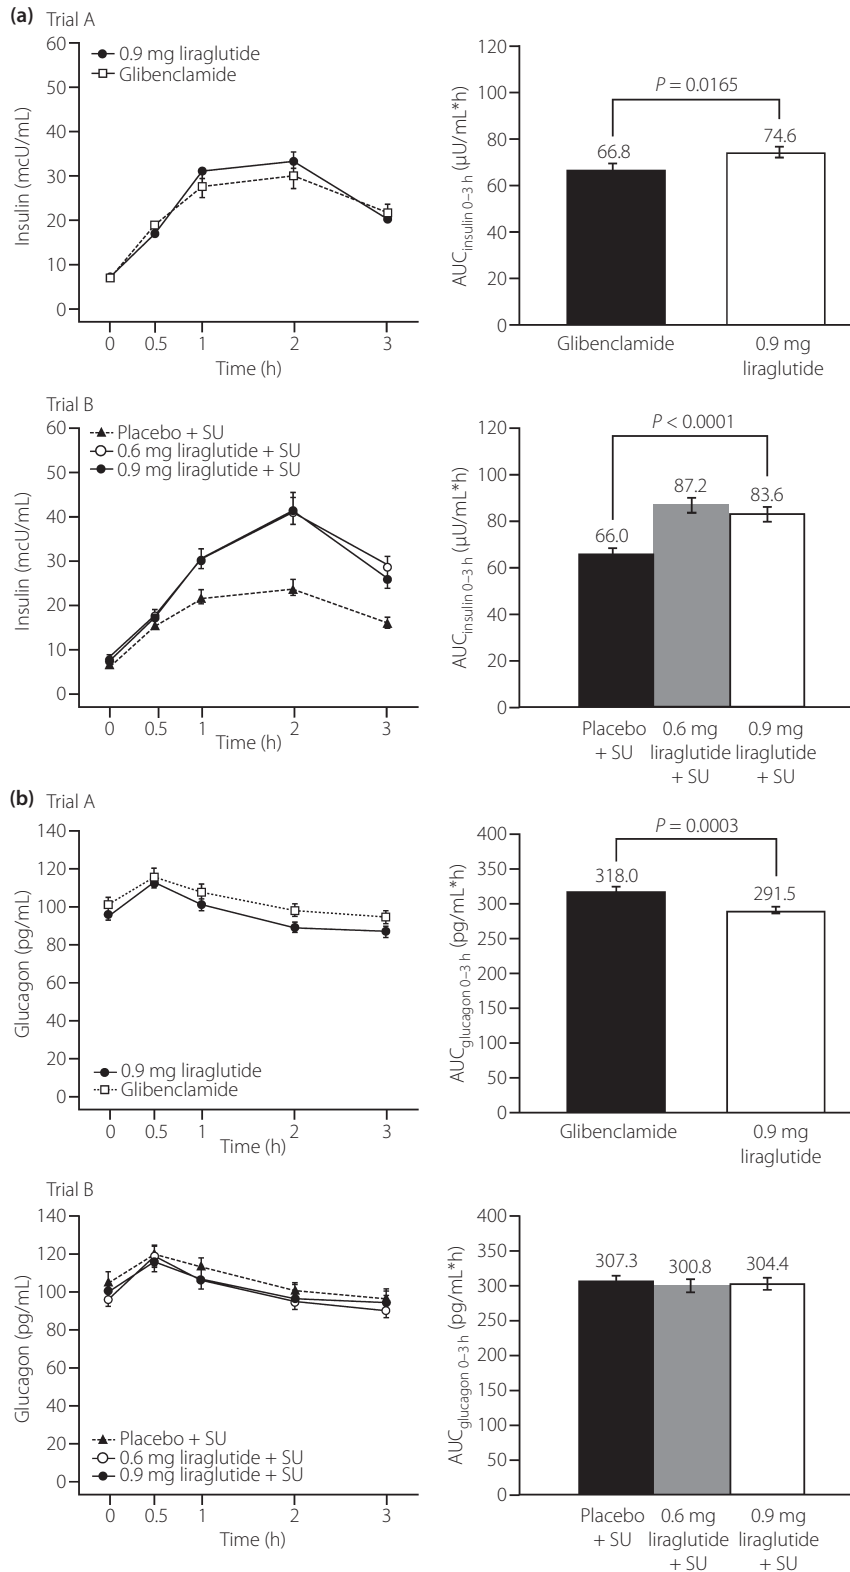 (a) Trial A
60
50
40
30
20
10
0
Insulin (mcU/mL)
0.9 mg liraglutide
Glibenclamide
0 0.5 1 2 3
Time (h)
120
100
80
60
40
20
0
AUCinsulin 0–3 h (µU/mL*h)
P = 0.0165
66.8
74.6
Glibenclamide
0.9 mg
liraglutide
Trial B
60
50
40
30
20
10
0
Insulin (mcU/mL)
Placebo + SU
0.6 mg liraglutide + SU
0.9 mg liraglutide + SU
0 0.5 1 2 3
Time (h)
120
100
80
60
40
20
0
AUCinsulin 0–3 h (µU/mL*h)
P < 0.0001
66.0
87.2
83.6
Placebo
+ SU
0.6 mg
liraglutide
+ SU
0.9 mg
liraglutide
+ SU
(b) Trial A
140
120
100
80
60
40
20
0
Glucagon (pg/mL)
0.9 mg liraglutide
Glibenclamide
0 0.5 1 2 3
Time (h)
400
350
300
250
200
150
100
50
0
AUCglucagon 0–3 h (pg/mL*h)
P = 0.0003
318.0
291.5
Glibenclamide
0.9 mg
liraglutide
Trial B
140
120
100
80
60
40
20
0
Glucagon (pg/mL)
Placebo + SU
0.6 mg liraglutide + SU
0.9 mg liraglutide + SU
0 0.5 1 2 3
Time (h)
400
350
300
250
200
150
100
50
0
AUCglucagon 0–3 h (pg/mL*h)
307.3
300.8
304.4
Placebo
+ SU
0.6 mg
liraglutide
+ SU
0.9 mg
liraglutide
+ SU